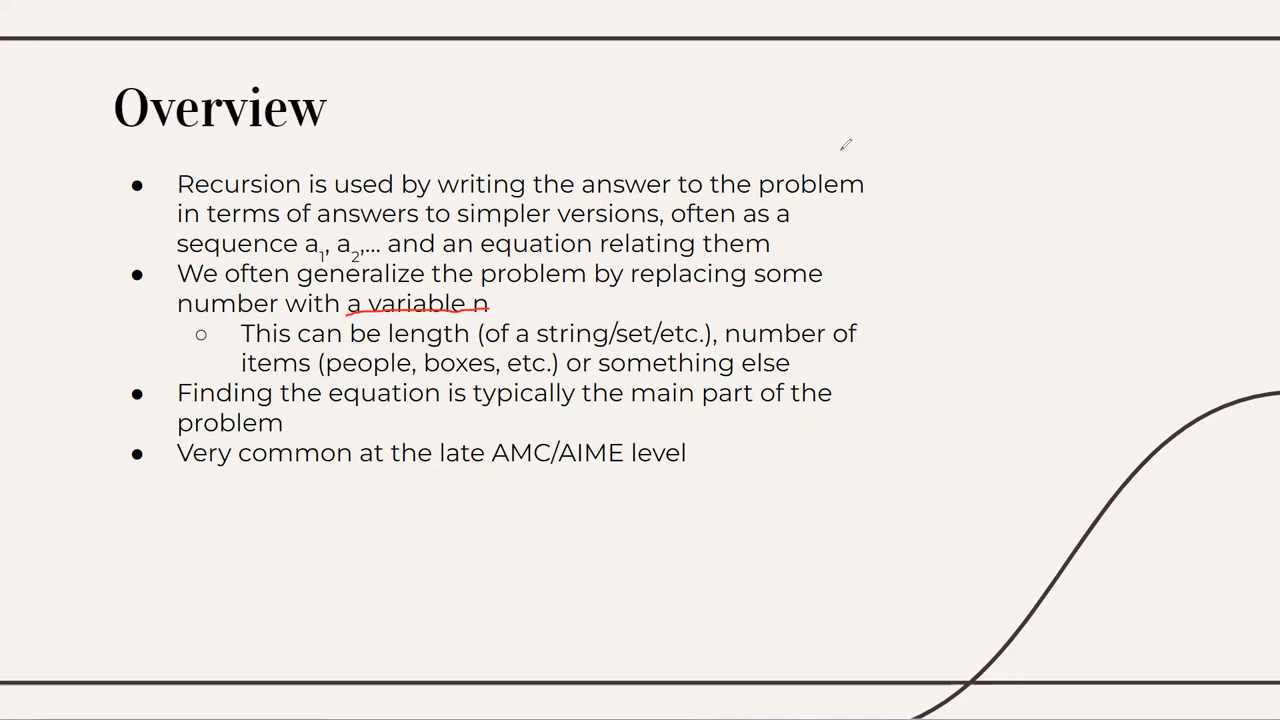 Overview
● Recursion is used by writing the answer to the problem
in terms of answers to simpler versions, often as a
sequence a₁, a₂,... and an equation relating them
● We often generalize the problem by replacing some
number with a variable n
○ This can be length (of a string/set/etc.), number of
items (people, boxes, etc.) or something else
● Finding the equation is typically the main part of the
problem
● Very common at the late AMC/AIME level